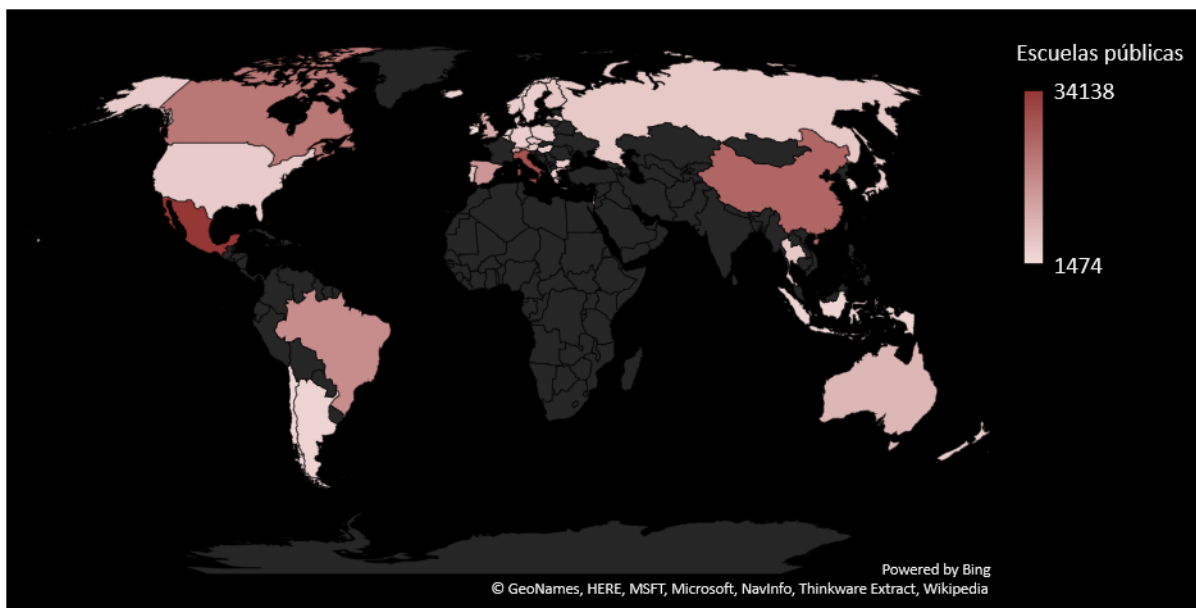 Escuelas públicas
34138
1474
Powered by Bing
© GeoNames, HERE, MSFT, Microsoft, NavInfo, Thinkware Extract, Wikipedia